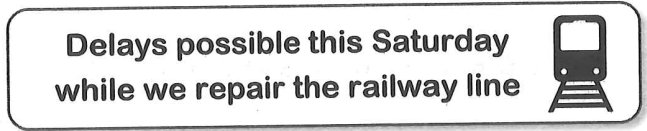 Delays possible this Saturday
while we repair the railway line